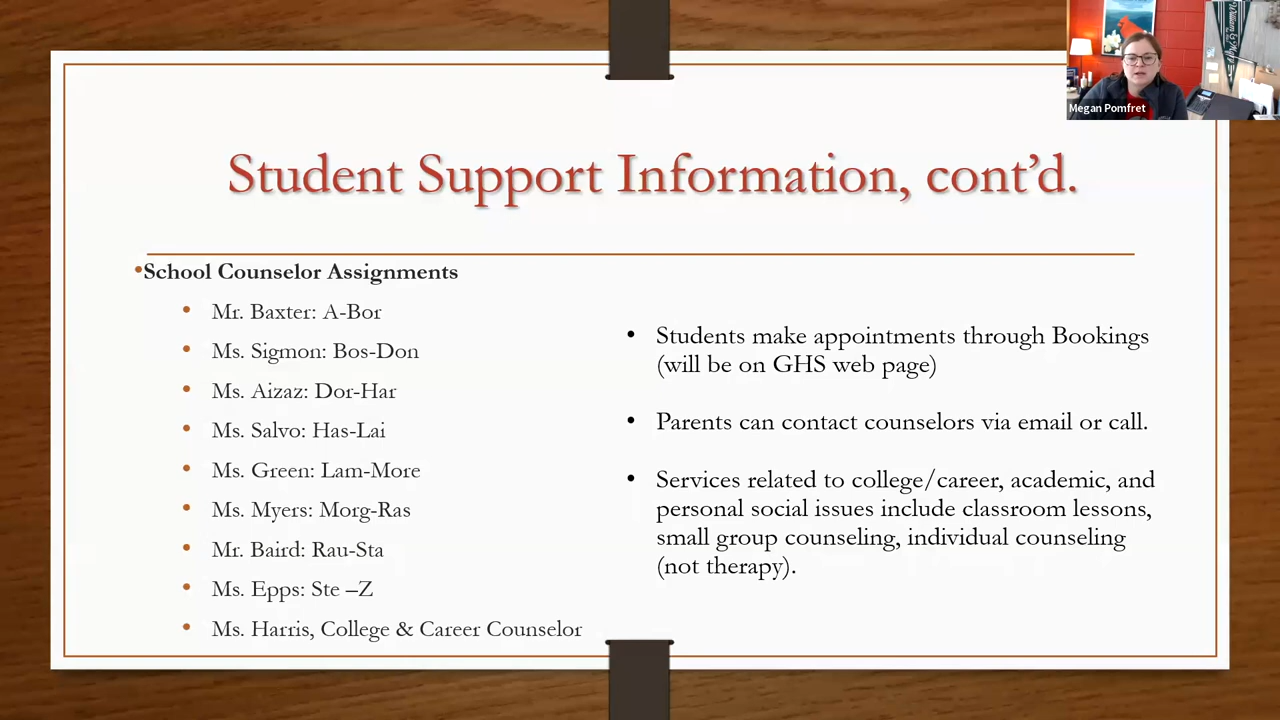 Megan Pomfret
William & Mary
Student Support Information, cont’d.
•School Counselor Assignments
• Mr. Baxter: A-Bor
• Ms. Sigmon: Bos-Don
• Ms. Aizaz: Dor-Har
• Ms. Salvo: Has-Lai
• Ms. Green: Lam-More
• Ms. Myers: Morg-Ras
• Mr. Baird: Rau-Sta
• Ms. Epps: Ste –Z
• Ms. Harris, College & Career Counselor
• Students make appointments through Bookings
(will be on GHS web page)
• Parents can contact counselors via email or call.
• Services related to college/career, academic, and
personal social issues include classroom lessons,
small group counseling, individual counseling
(not therapy).